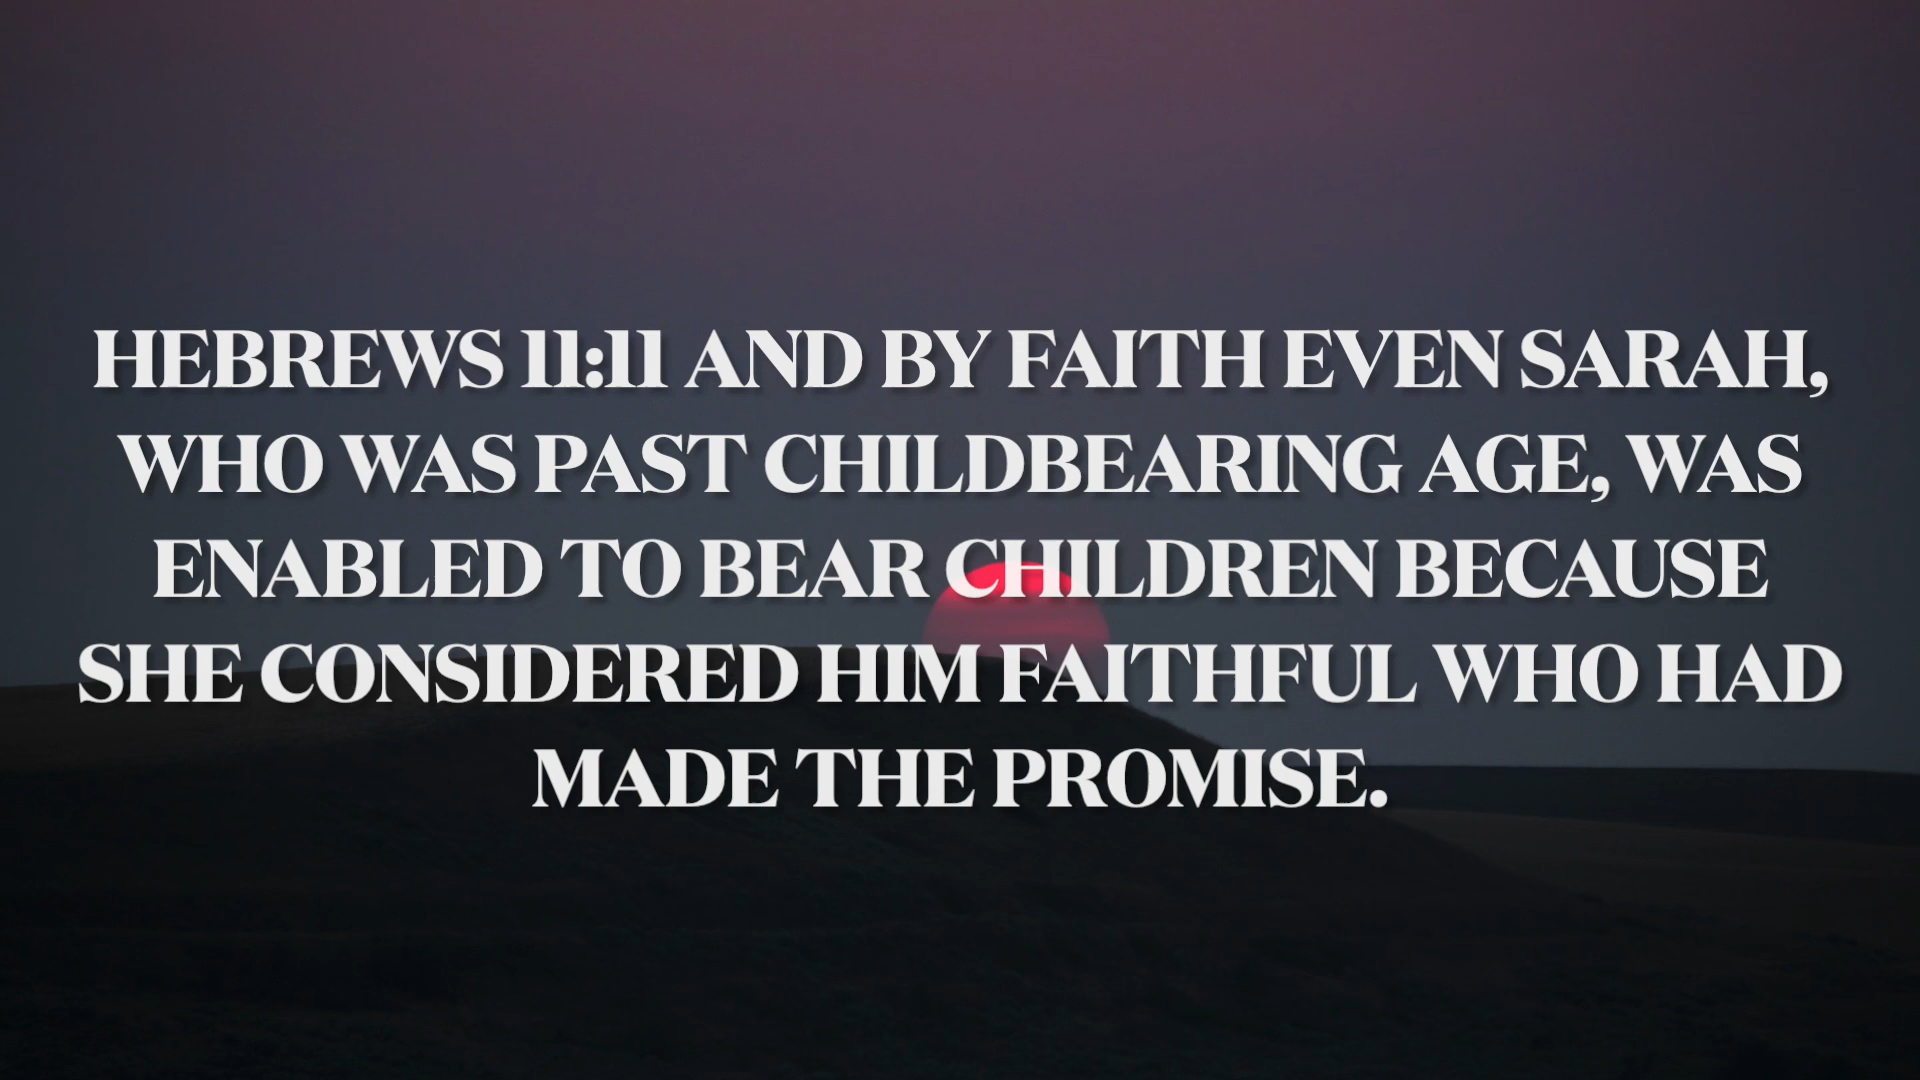 HEBREWS 11:11 AND BY FAITH EVEN SARAH,
WHO WAS PAST CHILDBEARING AGE, WAS
ENABLED TO BEAR CHILDREN BECAUSE
SHE CONSIDERED HIM FAITHFUL WHO HAD
MADE THE PROMISE.